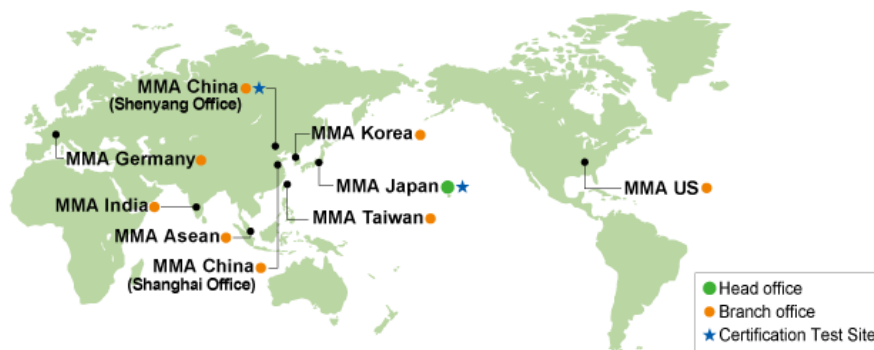 MMA China
(Shenyang Office)
MMA Korea
MMA Germany
MMA Japan
MMA US
MMA India
MMA Taiwan
MMA Asean
MMA China
(Shanghai Office)
Head office
Branch office
Certification Test Site